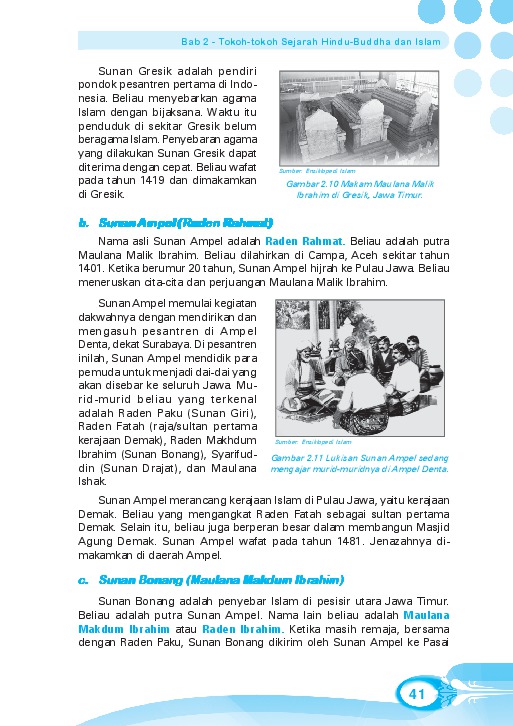 Bab 2 - Tokoh-tokoh Sejarah Hindu-Buddha dan Islam
Sunan Gresik adalah pendiri
pondok pesantren pertama di Indo-
nesia. Beliau menyebarkan agama
Islam dengan bijaksana. Waktu itu
penduduk di sekitar Gresik belum
beragama Islam. Penyebaran agama
yang dilakukan Sunan Gresik dapat
diterima dengan cepat. Beliau wafat
pada tahun 1419 dan dimakamkan
di Gresik.
Sumber: Ensiklopedi Islam
Gambar 2.10 Makam Maulana Malik
Ibrahim di Gresik, Jawa Timur.
b. Sunan Ampel (Raden Rahmat)
Nama asli Sunan Ampel adalah Raden Rahmat. Beliau adalah putra
Maulana Malik Ibrahim. Beliau dilahirkan di Campa, Aceh sekitar tahun
1401. Ketika berumur 20 tahun, Sunan Ampel hijrah ke Pulau Jawa. Beliau
meneruskan cita-cita dan perjuangan Maulana Malik Ibrahim.
Sunan Ampel memulai kegiatan
dakwahnya dengan mendirikan dan
mengasuh pesantren di Ampel
Denta, dekat Surabaya. Di pesantren
inilah, Sunan Ampel mendidik para
pemuda untuk menjadi dai-dai yang
akan disebar ke seluruh Jawa. Mu-
rid-murid beliau yang terkenal
adalah Raden Paku (Sunan Giri),
Raden Fatah (raja/sultan pertama
kerajaan Demak), Raden Makhdum
Ibrahim (Sunan Bonang), Syarifud-
din (Sunan Drajat), dan Maulana
Ishak.
Sumber: Ensiklopedi Islam
Gambar 2.11 Lukisan Sunan Ampel sedang
mengajar murid-muridnya di Ampel Denta.
Sunan Ampel merancang kerajaan Islam di Pulau Jawa, yaitu kerajaan
Demak. Beliau yang mengangkat Raden Fatah sebagai sultan pertama
Demak. Selain itu, beliau juga berperan besar dalam membangun Masjid
Agung Demak. Sunan Ampel wafat pada tahun 1481. Jenazahnya di-
makamkan di daerah Ampel.
c. Sunan Bonang (Maulana Makdum Ibrahim)
Sunan Bonang adalah penyebar Islam di pesisir utara Jawa Timur.
Beliau adalah putra Sunan Ampel. Nama lain beliau adalah Maulana
Makdum Ibrahim atau Raden Ibrahim. Ketika masih remaja, bersama
dengan Raden Paku, Sunan Bonang dikirim oleh Sunan Ampel ke Pasai
41